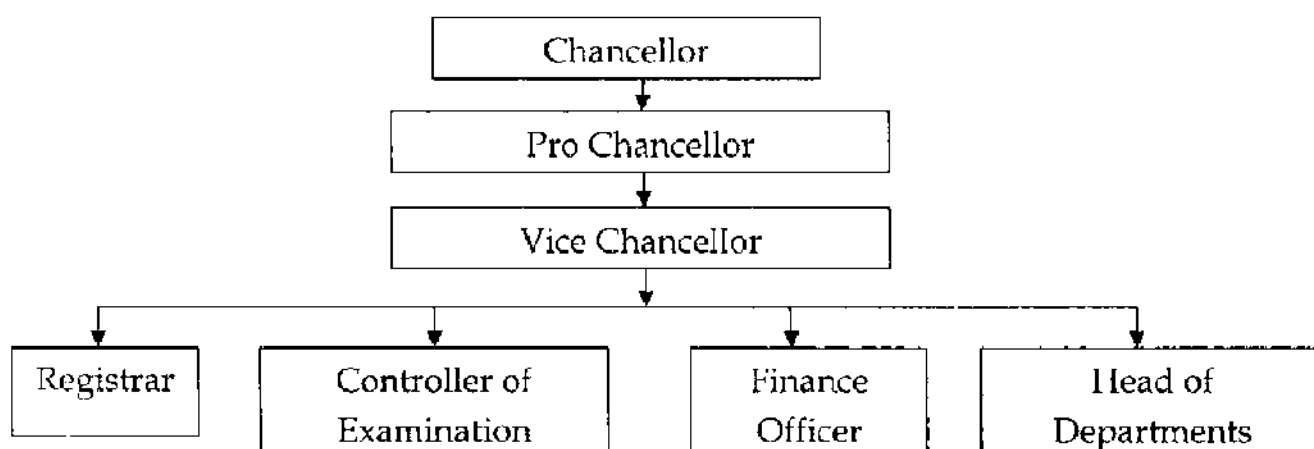 Chancellor
Pro Chancellor
Vice Chancellor
Registrar
Controller of
Examination
Finance
Officer
Head of
Departments